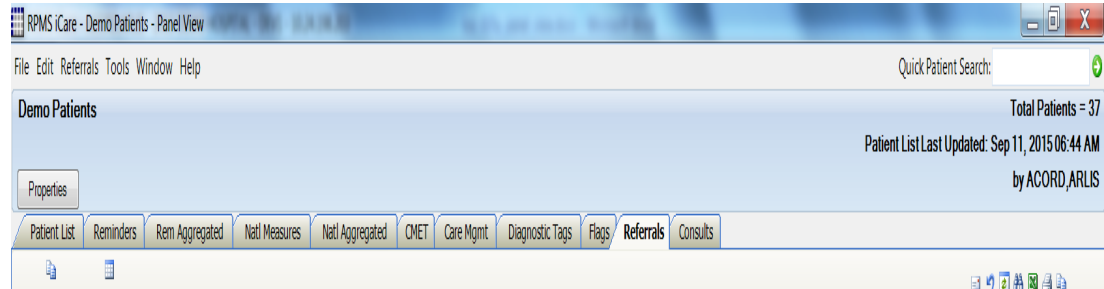 RPMS iCare - Demo Patients - Panel View
File Edit Referrals Tools Window Help Quick Patient Search:
Demo Patients Total Patients = 37
Patient List Last Updated: Sep 11, 2015 06:44 AM
by ACORD,ARLIS
Properties
Patient List Reminders Rem Aggregated Natl Measures Natl Aggregated CMET Care Mgmt Diagnostic Tags Flags Referrals Consults